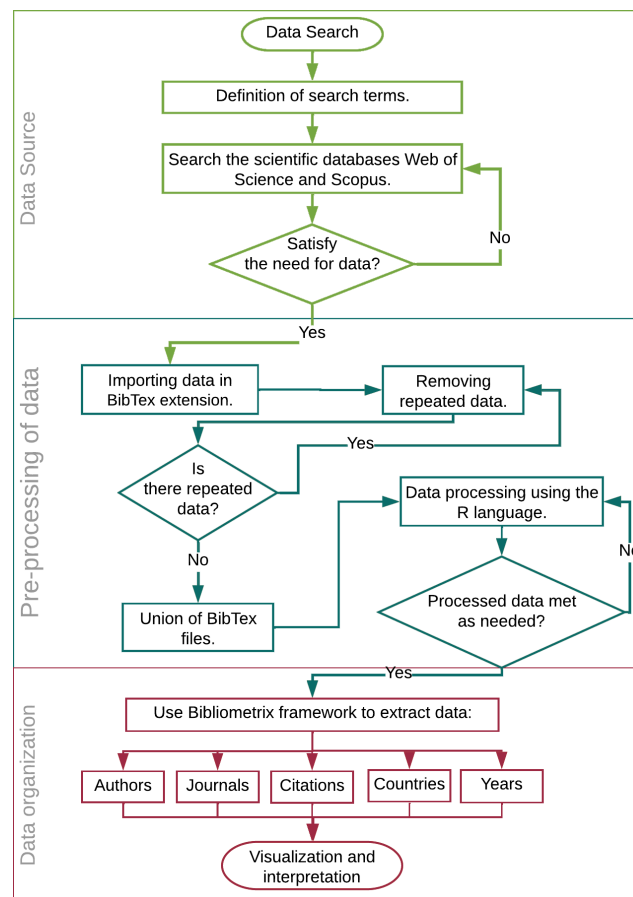 Data Source
Data Search
Definition of search terms.
Search the scientific databases Web of
Science and Scopus.
Satisfy
the need for data?
No
Yes
Pre-processing of data
Importing data in
BibTex extension.
Removing
repeated data.
Yes
Is
there repeated
data?
No
Union of BibTex
files.
Data processing using the
R language.
No
Processed data met
as needed?
Yes
Data organization
Use Bibliometrix framework to extract data:
Authors
Journals
Citations
Countries
Years
Visualization and
interpretation